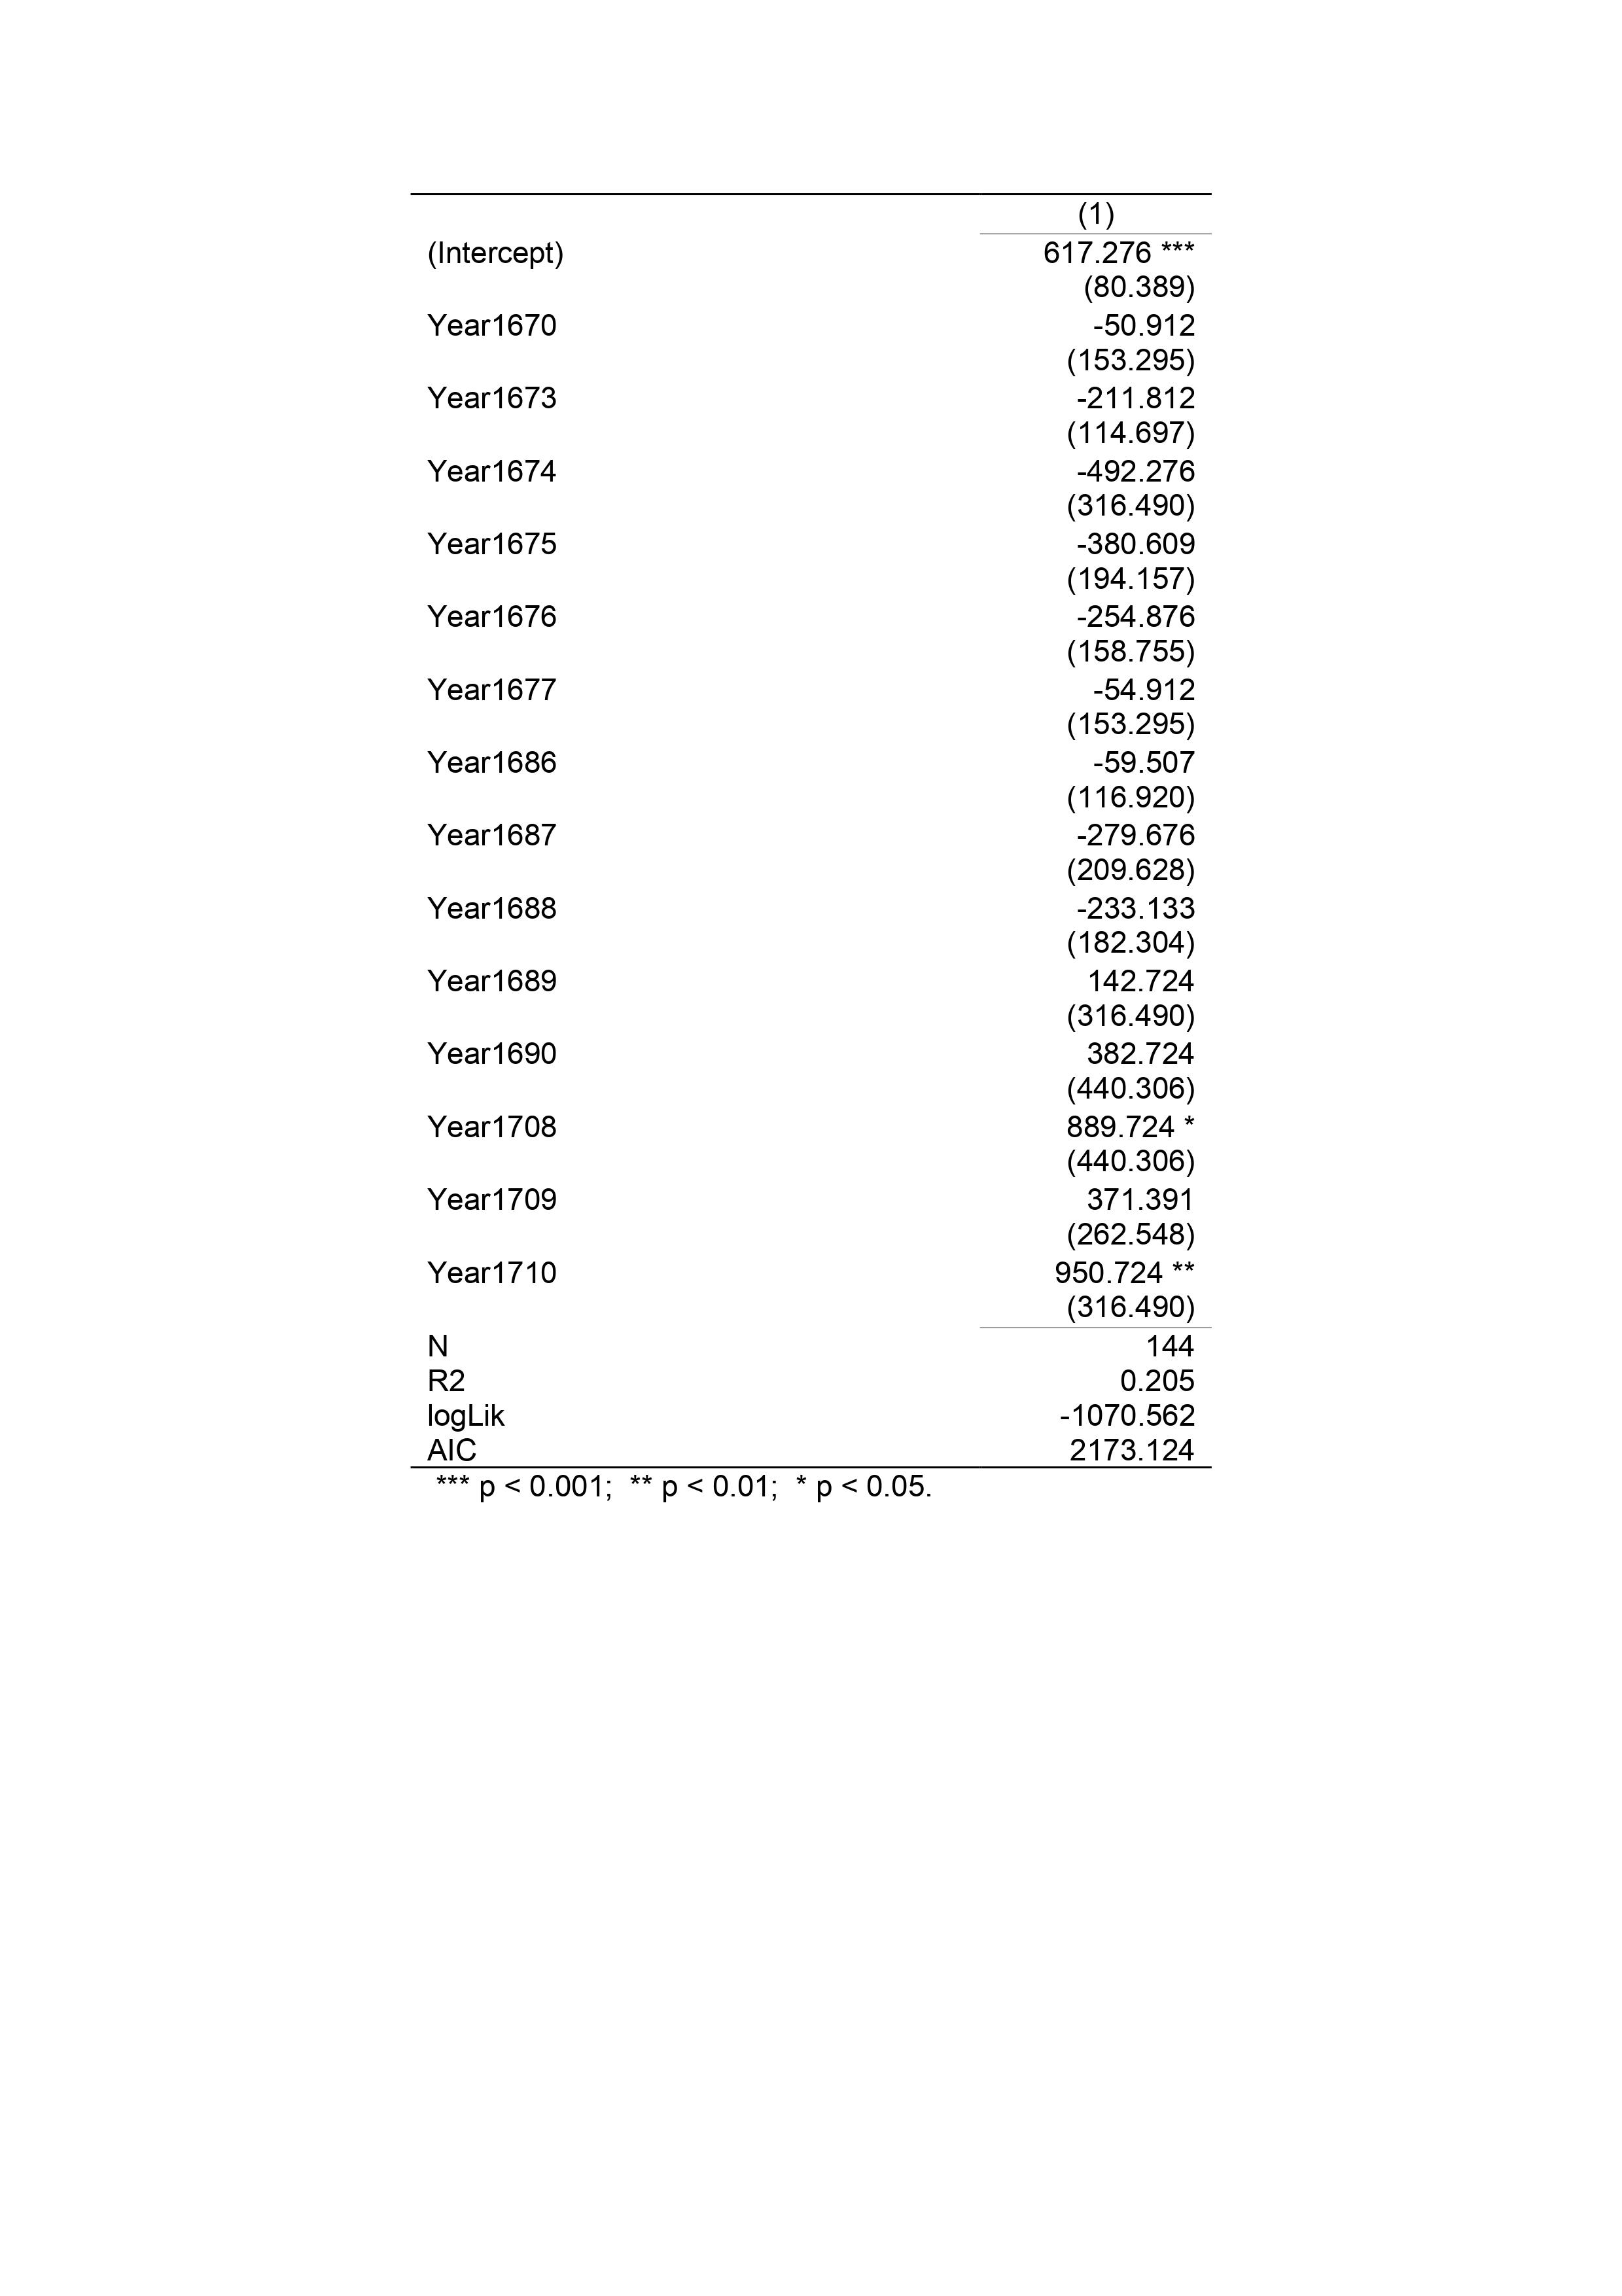 (1)
(Intercept) 617.276 ***
(80.389)
Year1670 -50.912
(153.295)
Year1673 -211.812
(114.697)
Year1674 -492.276
(316.490)
Year1675 -380.609
(194.157)
Year1676 -254.876
(158.755)
Year1677 -54.912
(153.295)
Year1686 -59.507
(116.920)
Year1687 -279.676
(209.628)
Year1688 -233.133
(182.304)
Year1689 142.724
(316.490)
Year1690 382.724
(440.306)
Year1708 889.724 *
(440.306)
Year1709 371.391
(262.548)
Year1710 950.724 **
(316.490)
N 144
R2 0.205
logLik -1070.562
AIC 2173.124
*** p < 0.001; ** p < 0.01; * p < 0.05.